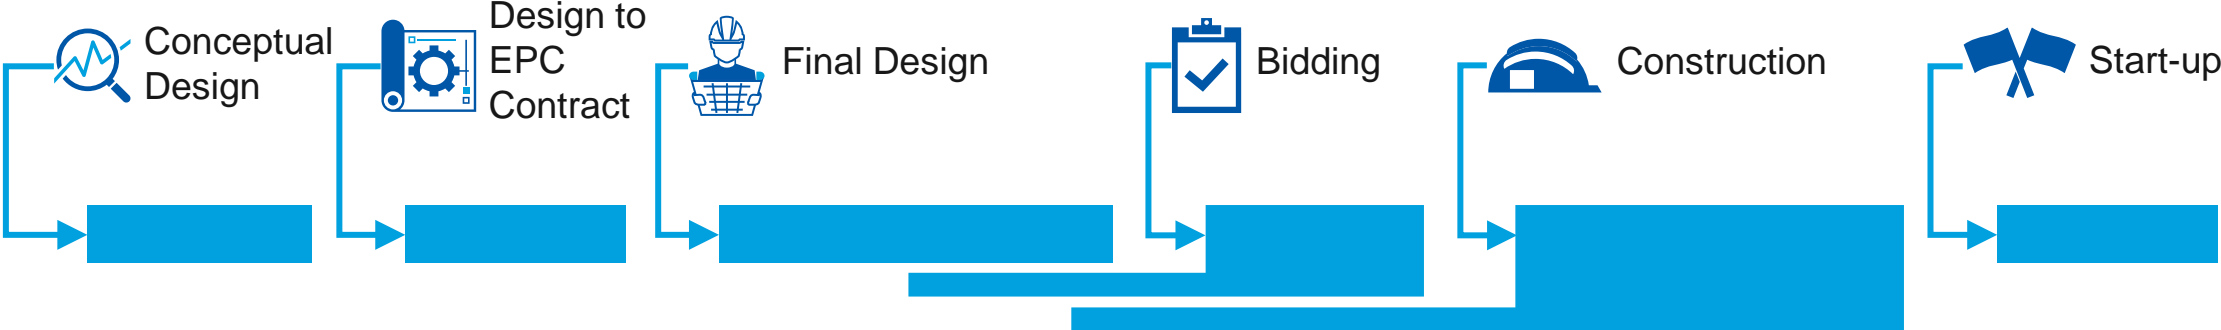 Conceptual
Design
Design to
EPC
Contract
Final Design
Bidding
Construction
Start-up